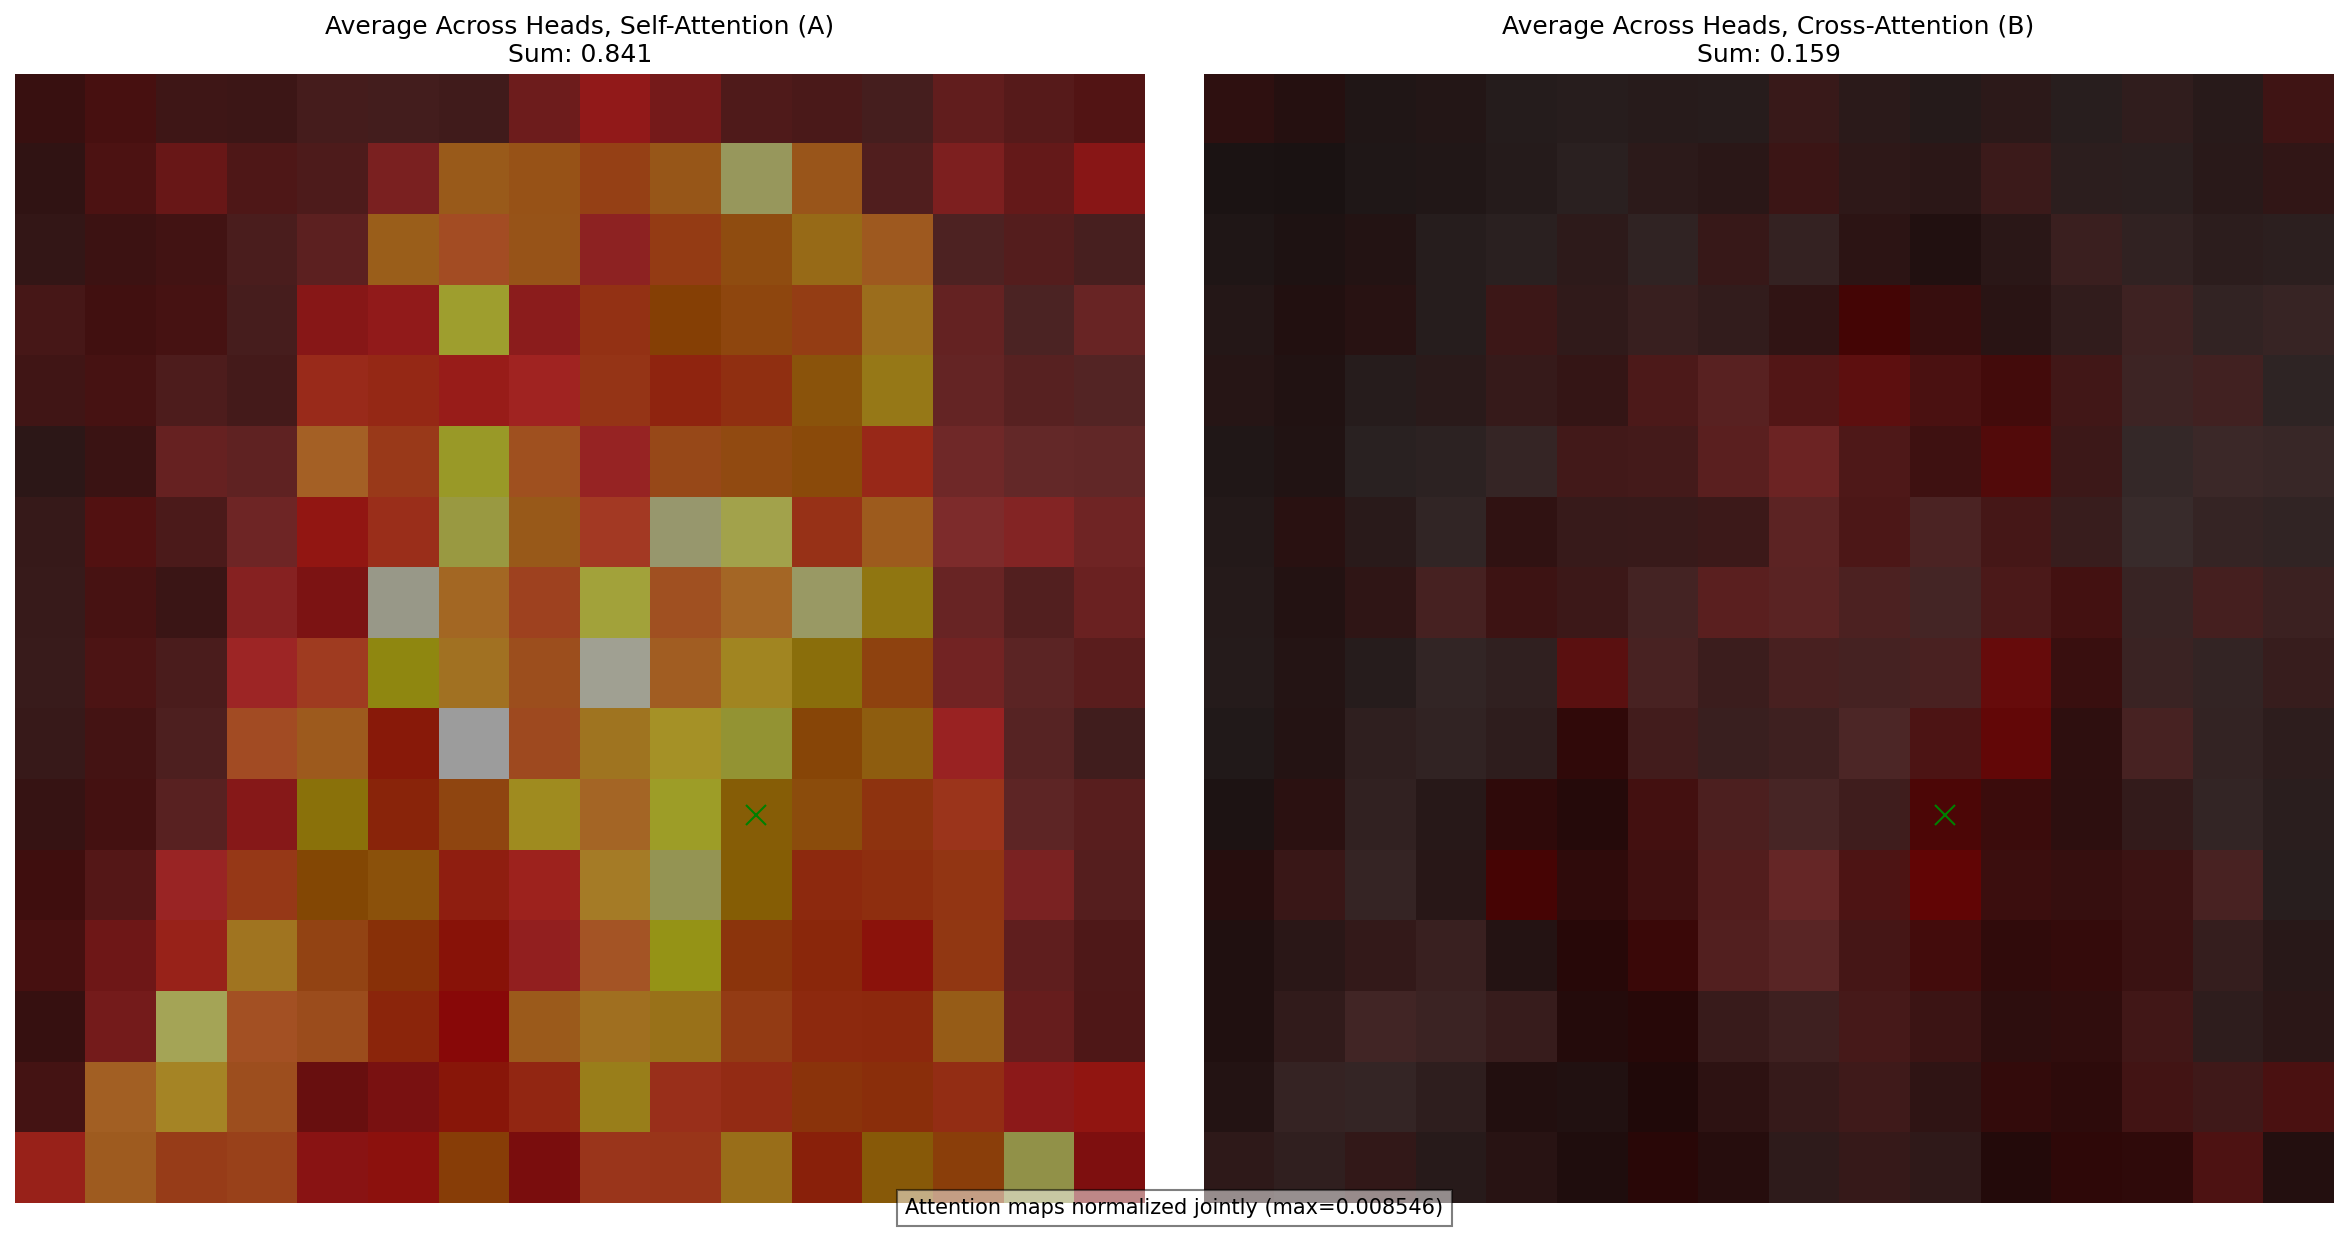 Average Across Heads, Self-Attention (A)
Sum: 0.841
Average Across Heads, Cross-Attention (B)
Sum: 0.159
Attention maps normalized jointly (max=0.008546)